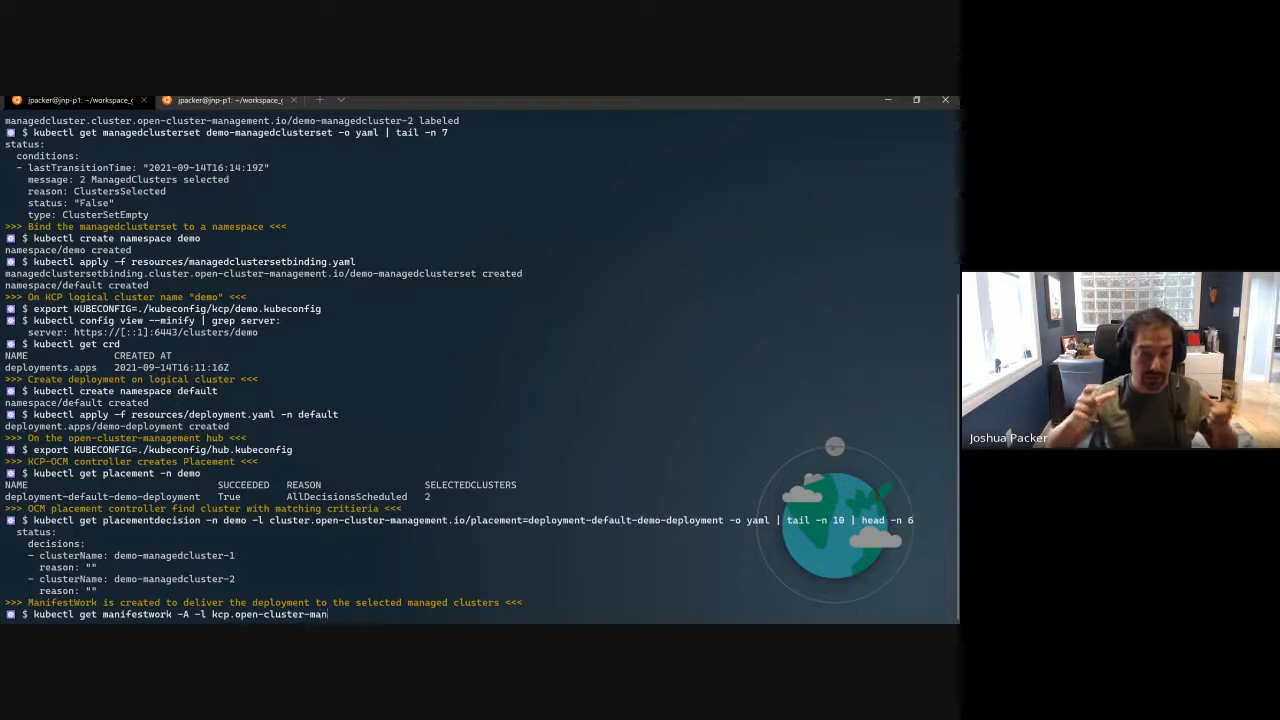 jpacker@jnp-p1: ~/workspace_c
jpacker@jnp-p1: ~/workspace_c
managedcluster.cluster.open-cluster-management.io/demo-managedcluster-2 labeled
$ kubectl get managedclusterset demo-managedclusterset -o yaml | tail -n 7
status:
conditions:
- lastTransitionTime: "2021-09-14T16:14:19Z"
message: 2 ManagedClusters selected
reason: ClustersSelected
status: "False"
type: ClusterSetEmpty
>>> Bind the managedclusterset to a namespace <<<
$ kubectl create namespace demo
namespace/demo created
$ kubectl apply -f resources/managedclustersetbinding.yaml
managedclustersetbinding.cluster.open-cluster-management.io/demo-managedclusterset created
namespace/default created
>>> On KCP logical cluster name "demo" <<<
$ export KUBECONFIG=./kubeconfig/kcp/demo.kubeconfig
$ kubectl config view --minify | grep server:
server: https://[::1]:6443/clusters/demo
$ kubectl get crd
NAME CREATED AT
deployments.apps 2021-09-14T16:11:16Z
>>> Create deployment on logical cluster <<<
$ kubectl create namespace default
namespace/default created
$ kubectl apply -f resources/deployment.yaml -n default
deployment.apps/demo-deployment created
>>> On the open-cluster-management hub <<<
$ export KUBECONFIG=./kubeconfig/hub.kubeconfig
>>> KCP-OCM controller creates Placement <<<
$ kubectl get placement -n demo
NAME SUCCEEDED REASON SELECTEDCLUSTERS
deployment-default-demo-deployment True AllDecisionsScheduled 2
>>> OCM placement controller find cluster with matching critieria <<<
$ kubectl get placementdecision -n demo -l cluster.open-cluster-management.io/placement=deployment-default-demo-deployment -o yaml | tail -n 10 | head -n 6
status:
decisions:
- clusterName: demo-managedcluster-1
reason: ""
- clusterName: demo-managedcluster-2
reason: ""
>>> ManifestWork is created to deliver the deployment to the selected managed clusters <<<
$ kubectl get manifestwork -A -l kcp.open-cluster-man
Joshua Packer